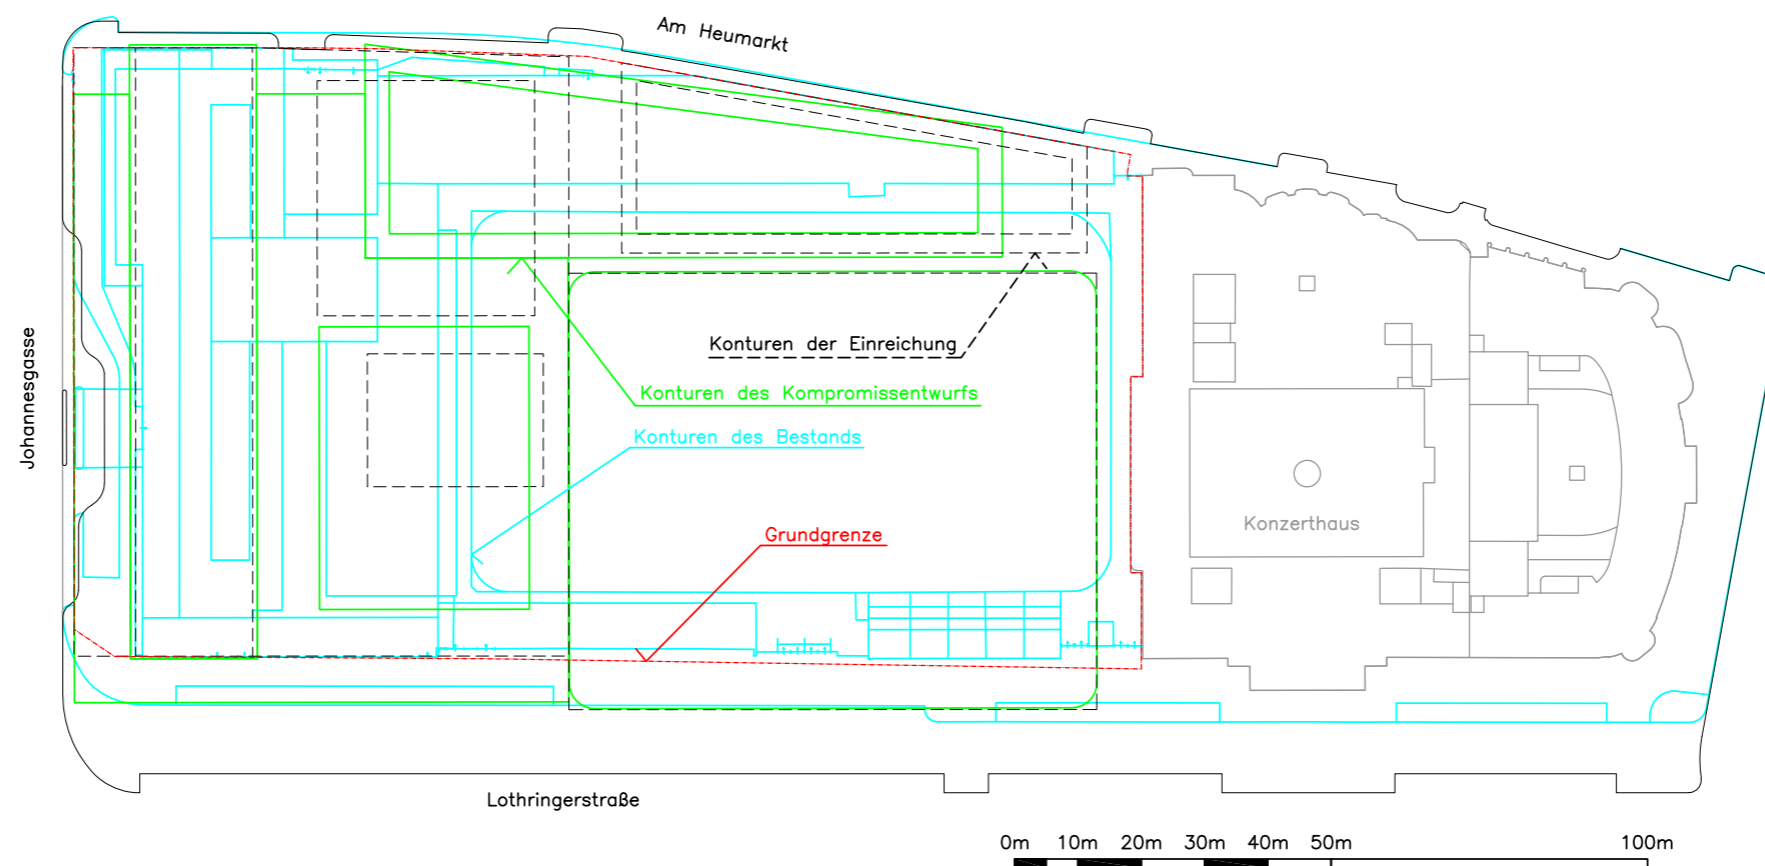 Am Heumarkt
Johannesgasse
Konturen der Einreichung
Konturen des Kompromissentwurfs
Konturen des Bestands
Grundgrenze
Konzerthaus
Lothringerstraße
0m 10m 20m 30m 40m 50m 100m